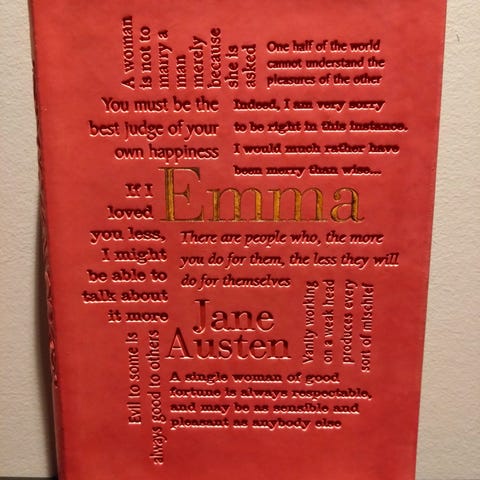 A woman
is not to
marry a
man
merely
because
she is
asked
One half of the world
cannot understand the
pleasures of the other
You must be the
best judge of your
own happiness
Indeed, I am very sorry
to be right in this instance.
I would much rather have
been merry than wise...
Emma
If I
loved
you less,
I might
be able to
talk about
it more
There are people who, the more
you do for them, the less they will
do for themselves
Jane
Austen
Vanity working
on a weak head
produces every
sort of mischief
Evil to some is
always good to others
A single woman of good
fortune is always respectable,
and may be as sensible and
pleasant as anybody else